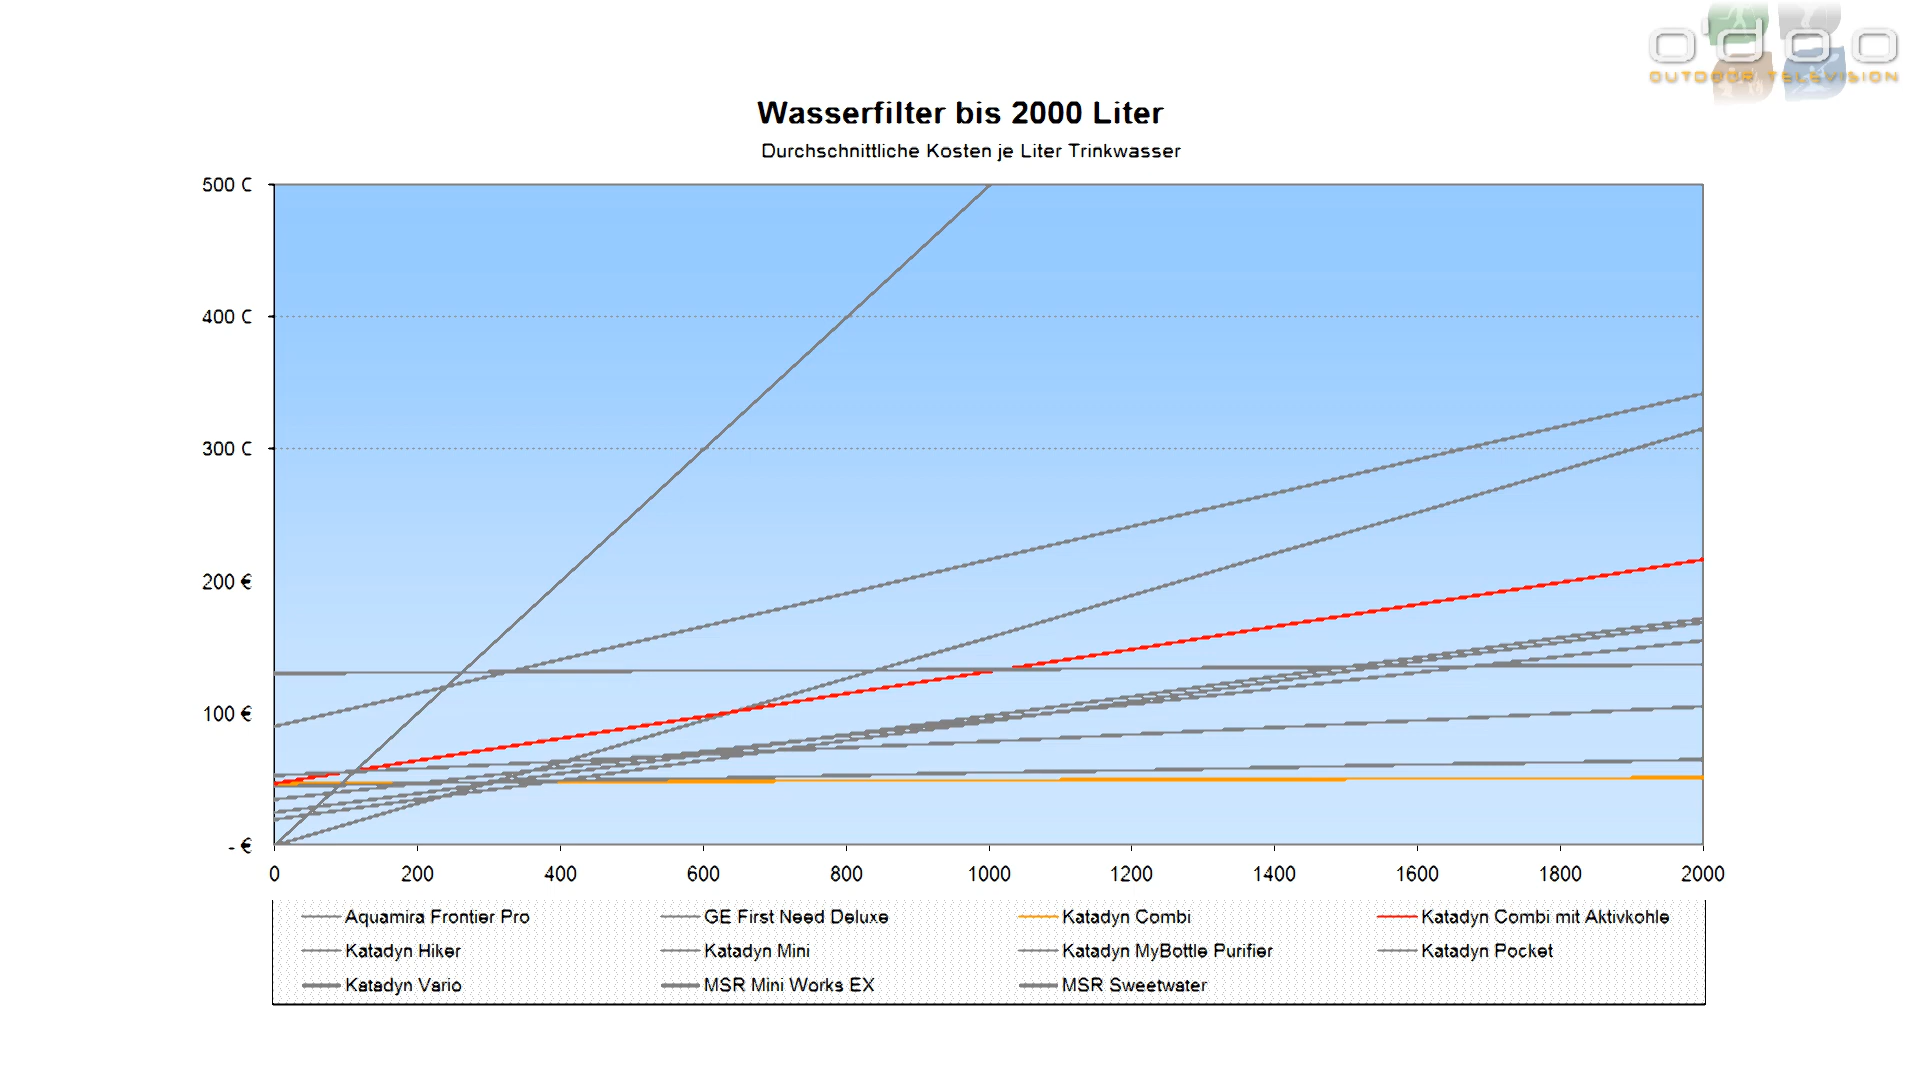 o'doo
OUTDOOR TELEVISION
Wasserfilter bis 2000 Liter
Durchschnittliche Kosten je Liter Trinkwasser
500 €
400 €
300 €
200 €
100 €
- €
0 200 400 600 800 1000 1200 1400 1600 1800 2000
Aquamira Frontier Pro GE First Need Deluxe Katadyn Combi Katadyn Combi mit Aktivkohle
Katadyn Hiker Katadyn Mini Katadyn MyBottle Purifier Katadyn Pocket
Katadyn Vario MSR Mini Works EX MSR Sweetwater